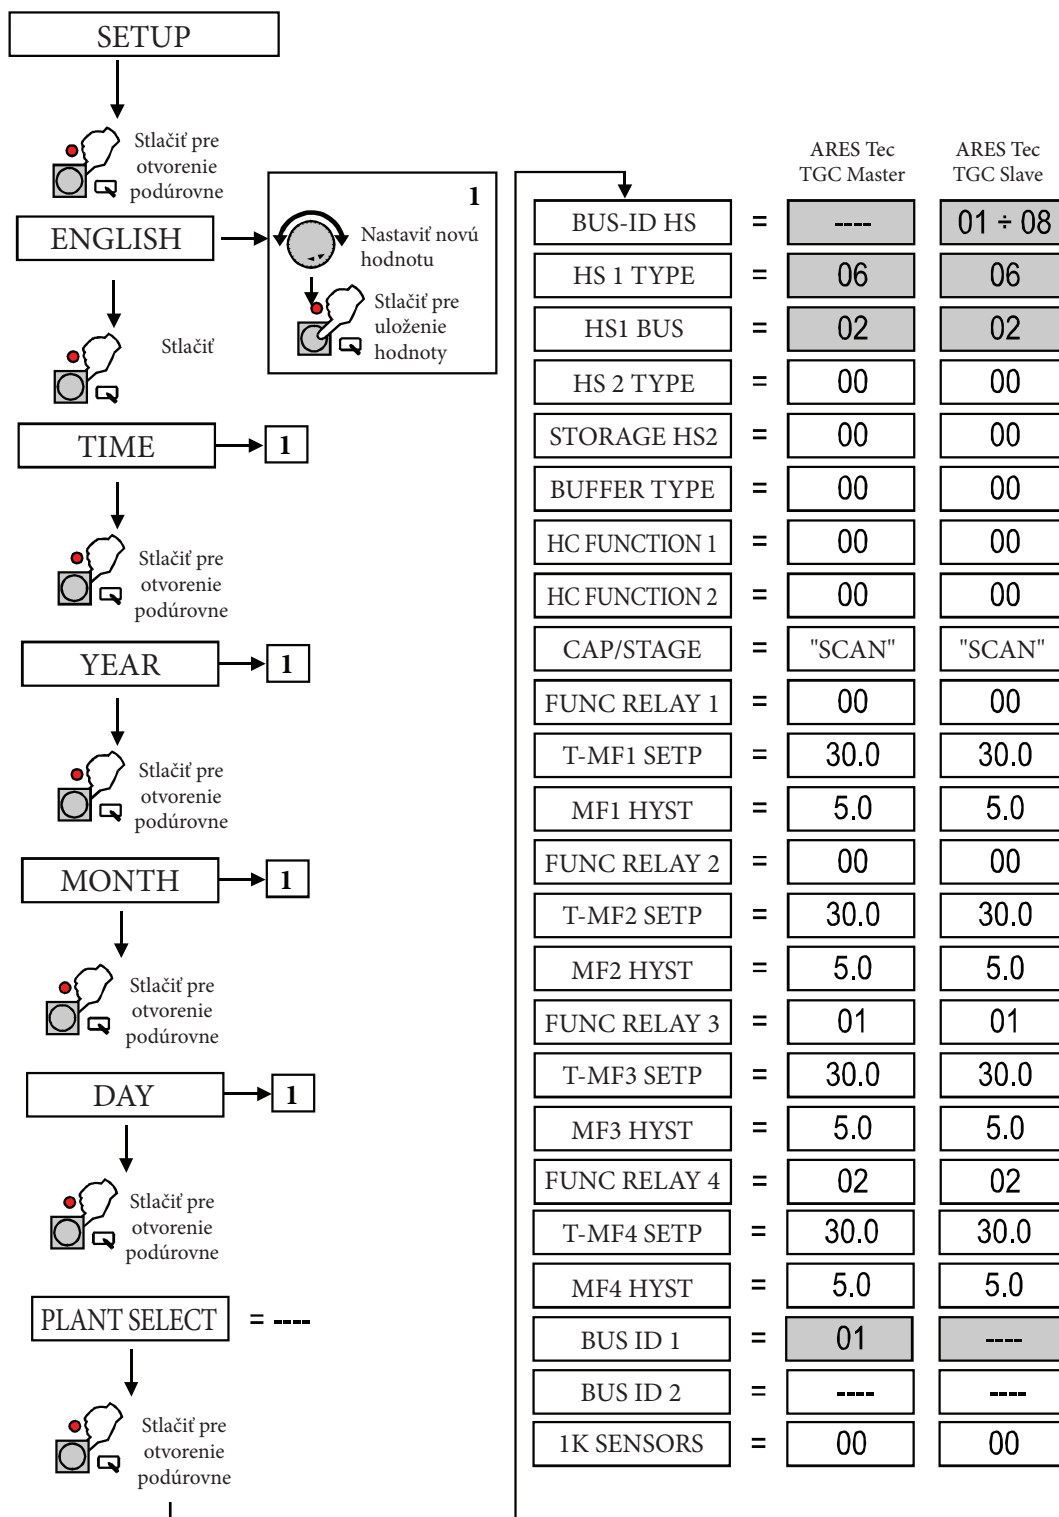 SETUP
Stlačiť pre
otvorenie
podúrovne
ENGLISH
1
Nastaviť novú
hodnotu
Stlačiť pre
uloženie
hodnoty
Stlačiť
TIME 1
Stlačiť pre
otvorenie
podúrovne
YEAR 1
Stlačiť pre
otvorenie
podúrovne
MONTH 1
Stlačiť pre
otvorenie
podúrovne
DAY 1
Stlačiť pre
otvorenie
podúrovne
PLANT SELECT = ----
Stlačiť pre
otvorenie
podúrovne
ARES Tec ARES Tec
TGC Master TGC Slave
BUS-ID HS = ---- 01 ÷ 08
HS 1 TYPE = 06 06
HS1 BUS = 02 02
HS 2 TYPE = 00 00
STORAGE HS2 = 00 00
BUFFER TYPE = 00 00
HC FUNCTION 1 = 00 00
HC FUNCTION 2 = 00 00
CAP/STAGE = "SCAN" "SCAN"
FUNC RELAY 1 = 00 00
T-MF1 SETP = 30.0 30.0
MF1 HYST = 5.0 5.0
FUNC RELAY 2 = 00 00
T-MF2 SETP = 30.0 30.0
MF2 HYST = 5.0 5.0
FUNC RELAY 3 = 01 01
T-MF3 SETP = 30.0 30.0
MF3 HYST = 5.0 5.0
FUNC RELAY 4 = 02 02
T-MF4 SETP = 30.0 30.0
MF4 HYST = 5.0 5.0
BUS ID 1 = 01 ----
BUS ID 2 = ---- ----
1K SENSORS = 00 00